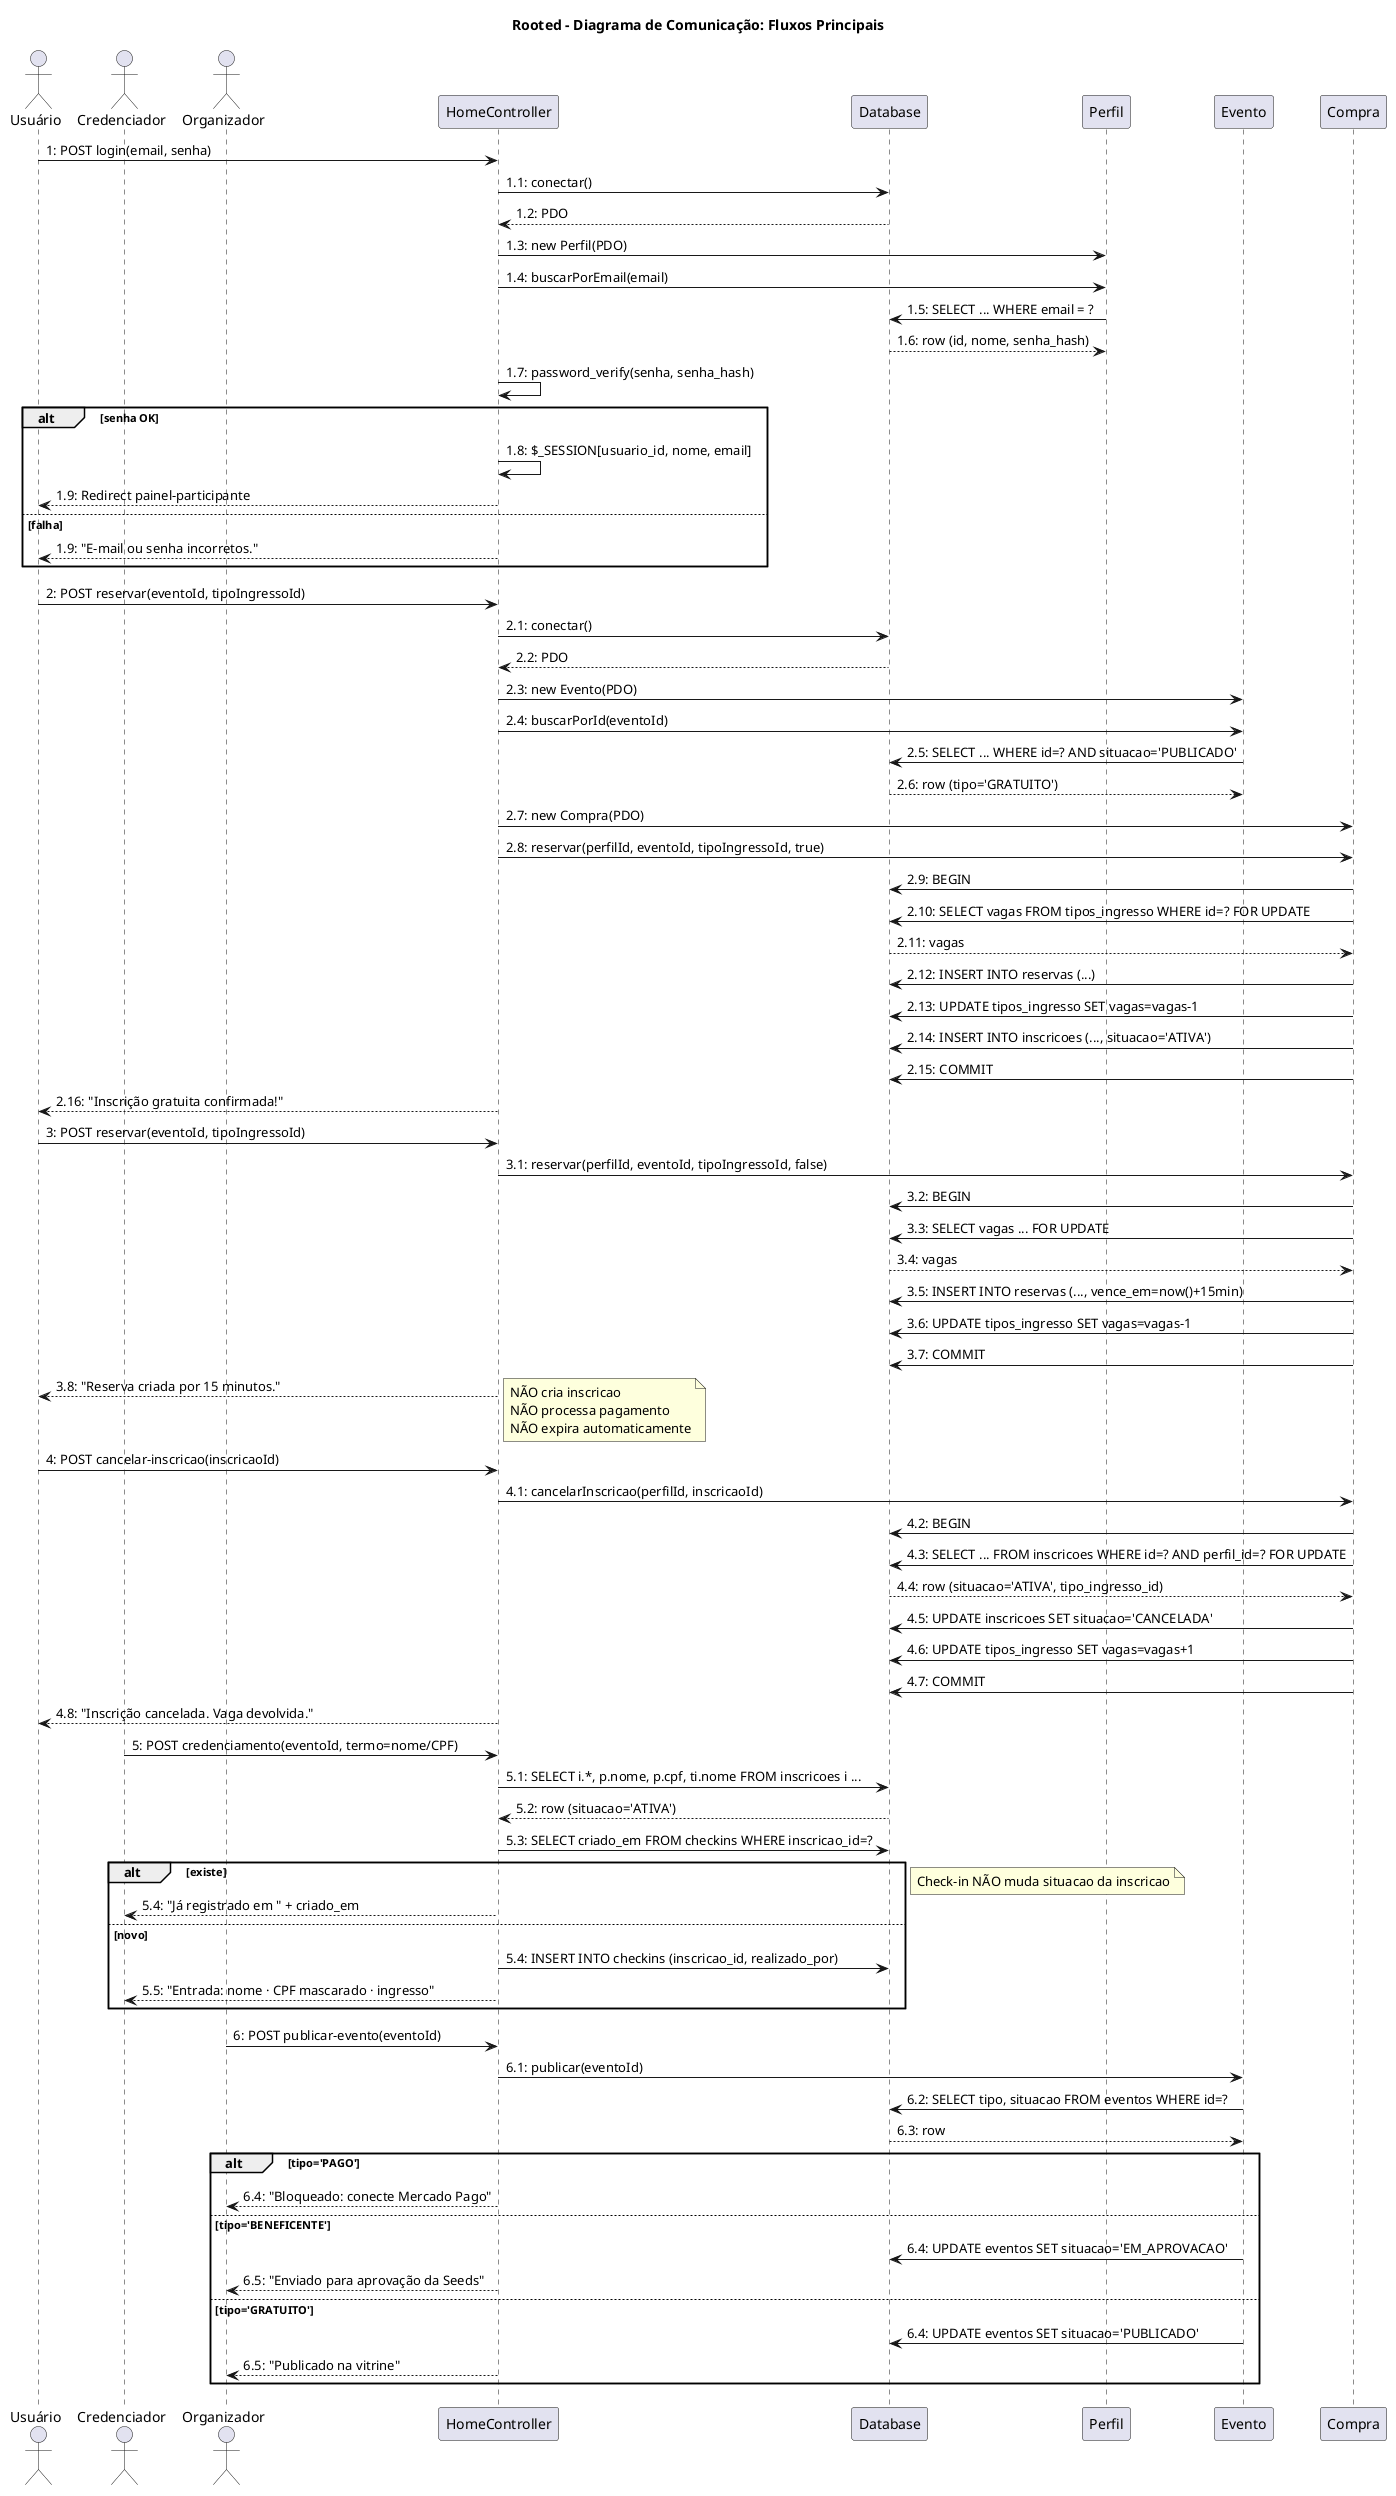 Rooted - Diagrama de Comunicação: Fluxos Principais
Usuário
Credenciador
Organizador
HomeController
Database
Perfil
Evento
Compra
1: POST login(email, senha)
1.1: conectar()
1.2: PDO
1.3: new Perfil(PDO)
1.4: buscarPorEmail(email)
1.5: SELECT ... WHERE email = ?
1.6: row (id, nome, senha_hash)
1.7: password_verify(senha, senha_hash)
alt [senha OK]
1.8: $_SESSION[usuario_id, nome, email]
1.9: Redirect painel-participante
[falha]
1.9: "E-mail ou senha incorretos."
2: POST reservar(eventoId, tipoIngressoId)
2.1: conectar()
2.2: PDO
2.3: new Evento(PDO)
2.4: buscarPorId(eventoId)
2.5: SELECT ... WHERE id=? AND situacao='PUBLICADO'
2.6: row (tipo='GRATUITO')
2.7: new Compra(PDO)
2.8: reservar(perfilId, eventoId, tipoIngressoId, true)
2.9: BEGIN
2.10: SELECT vagas FROM tipos_ingresso WHERE id=? FOR UPDATE
2.11: vagas
2.12: INSERT INTO reservas (...)
2.13: UPDATE tipos_ingresso SET vagas=vagas-1
2.14: INSERT INTO inscricoes (..., situacao='ATIVA')
2.15: COMMIT
2.16: "Inscrição gratuita confirmada!"
3: POST reservar(eventoId, tipoIngressoId)
3.1: reservar(perfilId, eventoId, tipoIngressoId, false)
3.2: BEGIN
3.3: SELECT vagas ... FOR UPDATE
3.4: vagas
3.5: INSERT INTO reservas (..., vence_em=now()+15min)
3.6: UPDATE tipos_ingresso SET vagas=vagas-1
3.7: COMMIT
3.8: "Reserva criada por 15 minutos."
NÃO cria inscricao
NÃO processa pagamento
NÃO expira automaticamente
4: POST cancelar-inscricao(inscricaoId)
4.1: cancelarInscricao(perfilId, inscricaoId)
4.2: BEGIN
4.3: SELECT ... FROM inscricoes WHERE id=? AND perfil_id=? FOR UPDATE
4.4: row (situacao='ATIVA', tipo_ingresso_id)
4.5: UPDATE inscricoes SET situacao='CANCELADA'
4.6: UPDATE tipos_ingresso SET vagas=vagas+1
4.7: COMMIT
4.8: "Inscrição cancelada. Vaga devolvida."
5: POST credenciamento(eventoId, termo=nome/CPF)
5.1: SELECT i.*, p.nome, p.cpf, ti.nome FROM inscricoes i ...
5.2: row (situacao='ATIVA')
5.3: SELECT criado_em FROM checkins WHERE inscricao_id=?
alt [existe]
Check-in NÃO muda situacao da inscricao
5.4: "Já registrado em " + criado_em
[novo]
5.4: INSERT INTO checkins (inscricao_id, realizado_por)
5.5: "Entrada: nome · CPF mascarado · ingresso"
6: POST publicar-evento(eventoId)
6.1: publicar(eventoId)
6.2: SELECT tipo, situacao FROM eventos WHERE id=?
6.3: row
alt [tipo='PAGO']
6.4: "Bloqueado: conecte Mercado Pago"
[tipo='BENEFICENTE']
6.4: UPDATE eventos SET situacao='EM_APROVACAO'
6.5: "Enviado para aprovação da Seeds"
[tipo='GRATUITO']
6.4: UPDATE eventos SET situacao='PUBLICADO'
6.5: "Publicado na vitrine"
Usuário
Credenciador
Organizador
HomeController
Database
Perfil
Evento
Compra